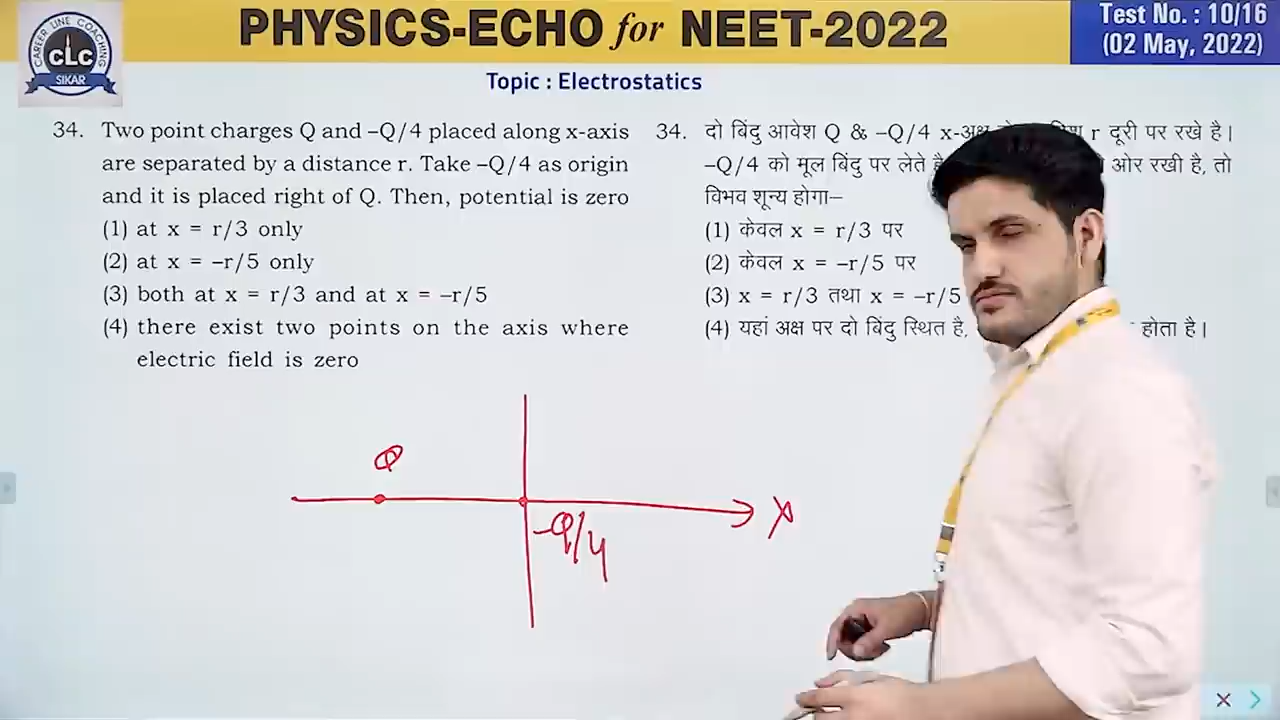 PHYSICS-ECHO for NEET-2022
Test No. : 10/16
(02 May, 2022)
CAREER LINE COACHING
CLC
SIKAR
Topic : Electrostatics
34. Two point charges Q and –Q/4 placed along x-axis
are separated by a distance r. Take –Q/4 as origin
and it is placed right of Q. Then, potential is zero
(1) at x = r/3 only
(2) at x = –r/5 only
(3) both at x = r/3 and at x = –r/5
(4) there exist two points on the axis where
electric field is zero
34. दो बिंदु आवेश Q & –Q/4 x-अक्ष r दूरी पर रखे है।
–Q/4 को मूल बिंदु पर लेते ओर रखी है, तो
विभव शून्य होगा–
(1) केवल x = r/3 पर
(2) केवल x = –r/5 पर
(3) x = r/3 तथा x = –r/5
(4) यहां अक्ष पर दो बिंदु स्थित है, होता है।
Q
-Q/4
X